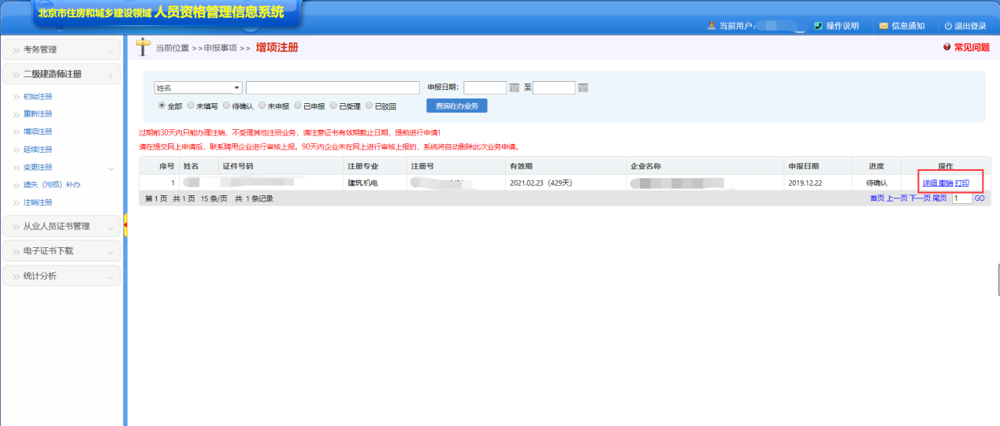 北京市住房和城乡建设领域 人员资格管理信息系统
当前用户: 操作说明 信息通知 退出登录
考务管理
二级建造师注册
初始注册
重新注册
增项注册
延续注册
变更注册
遗失（污损）补办
注销注册
从业人员证书管理
电子证书下载
统计分析
当前位置 >>申报事项 >> 增项注册
常见问题
姓名 申报日期: 至
全部 未填写 待确认 未申报 已申报 已受理 已驳回 查询在办业务
过期前30天内只能办理注销，不受理其他注册业务，请注意证书有效期截止日期，提前进行申请！
请在提交网上申请后，联系聘用企业进行审核上报。90天内企业未在网上进行审核上报的，系统将自动删除此次业务申请。
序号 姓名 证件号码 注册专业 注册号 有效期 企业名称 申报日期 进度 操作
1 建筑,机电 2021.02.23（429天） 2019.12.22 待确认 详细 撤销 打印
第 1 页 共 1 页 15 条/页 共 1 条记录 首页 上一页 下一页 尾页 1 GO